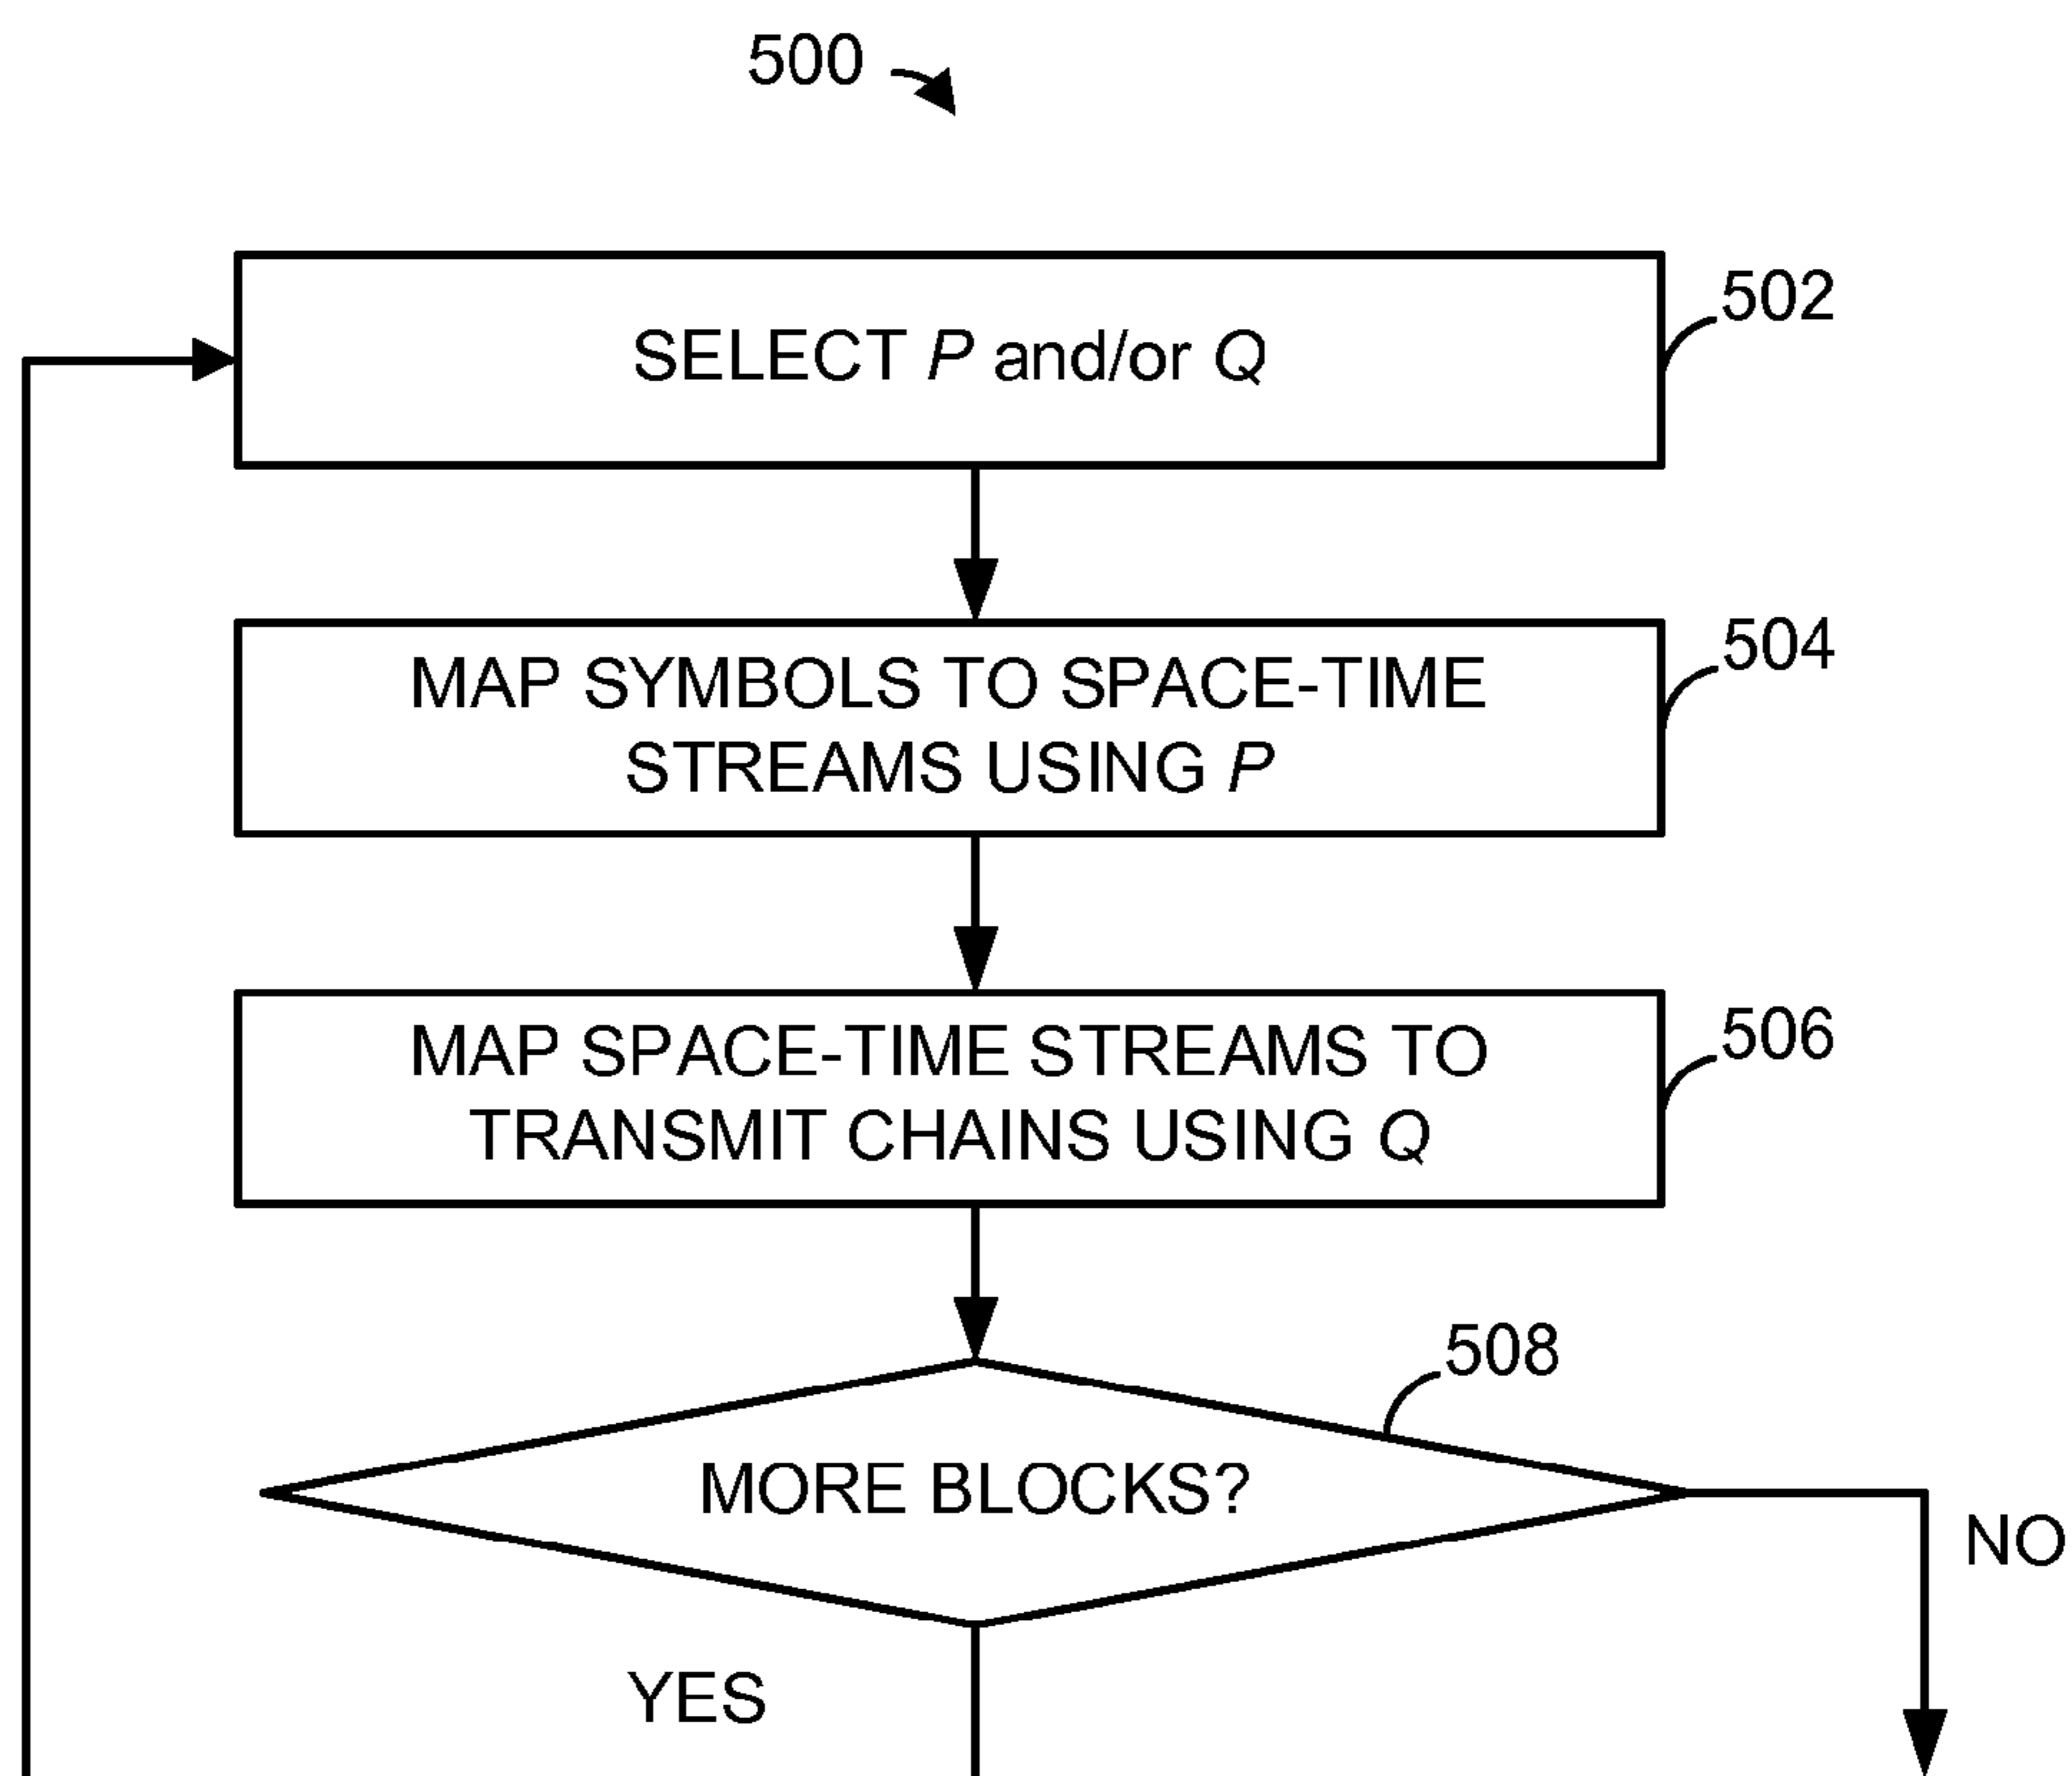 500
SELECT P and/or Q
502
MAP SYMBOLS TO SPACE-TIME
STREAMS USING P
504
MAP SPACE-TIME STREAMS TO
TRANSMIT CHAINS USING Q
506
508
MORE BLOCKS?
NO
YES